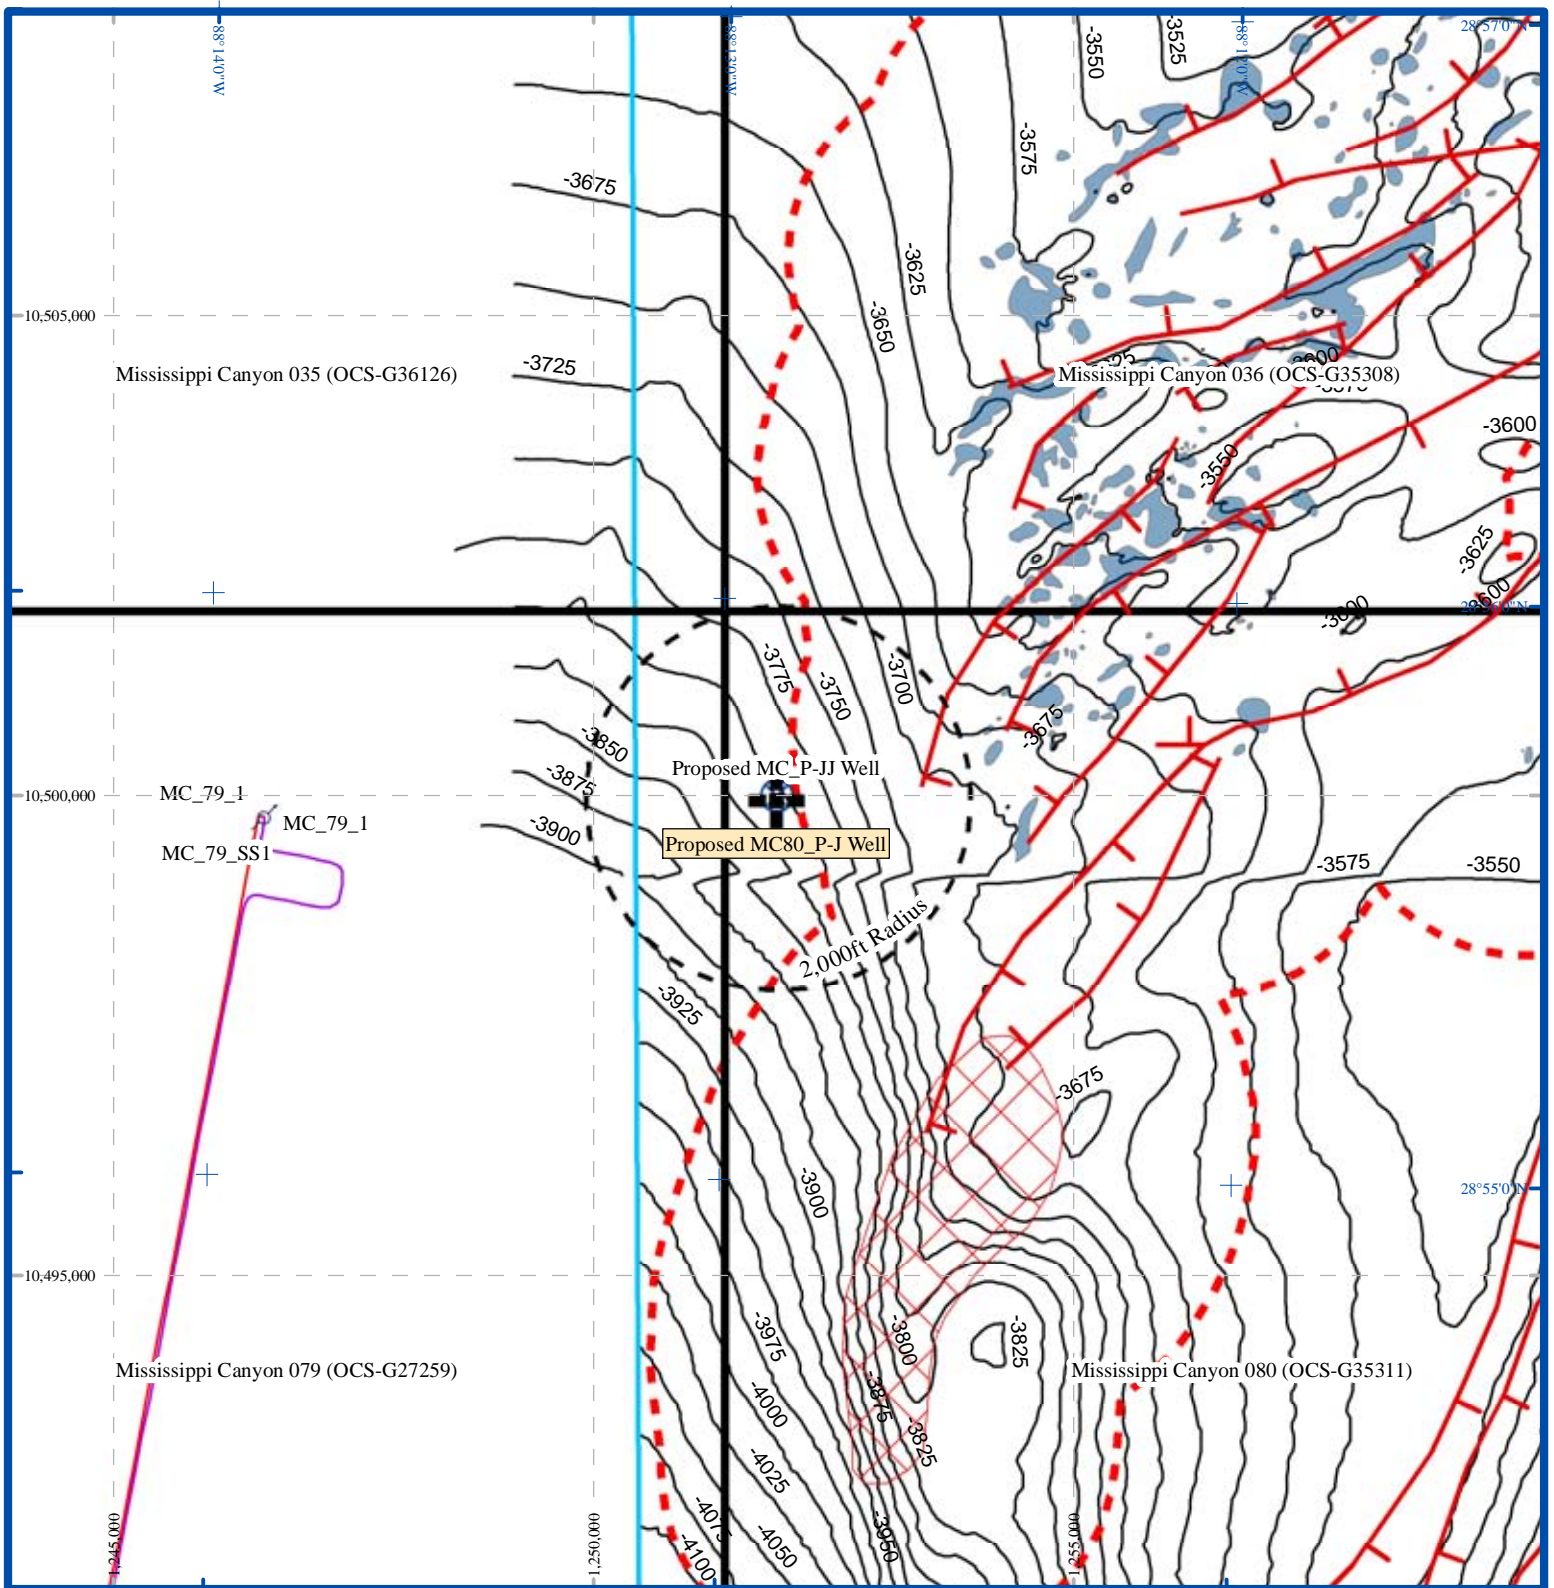 88°14'0"W
88°13'0"W
88°12'0"W
28°57'0"N
-3550
-3525
-3575
-3675
-3625
-3650
10,505,000
-3725
Mississippi Canyon 035 (OCS-G36126)
Mississippi Canyon 036 (OCS-G35308)
-3600
-3600
-3550
-3625
-3600
28°56'0"N
-3600
-3775
-3750
-3700
-3675
-3850
-3875
-3900
Proposed MC_P-JJ Well
MC_79_1
10,500,000
MC_79_1
Proposed MC80_P-J Well
MC_79_SS1
-3575
-3550
2,000ft Radius
-3925
-3675
-3900
28°55'0"N
10,495,000
-3975
-3800
-3825
Mississippi Canyon 079 (OCS-G27259)
Mississippi Canyon 080 (OCS-G35311)
-3875
-4000
-3825
-4025
-4075
-4050
-3950
-4100
1,245,000
1,250,000
1,255,000